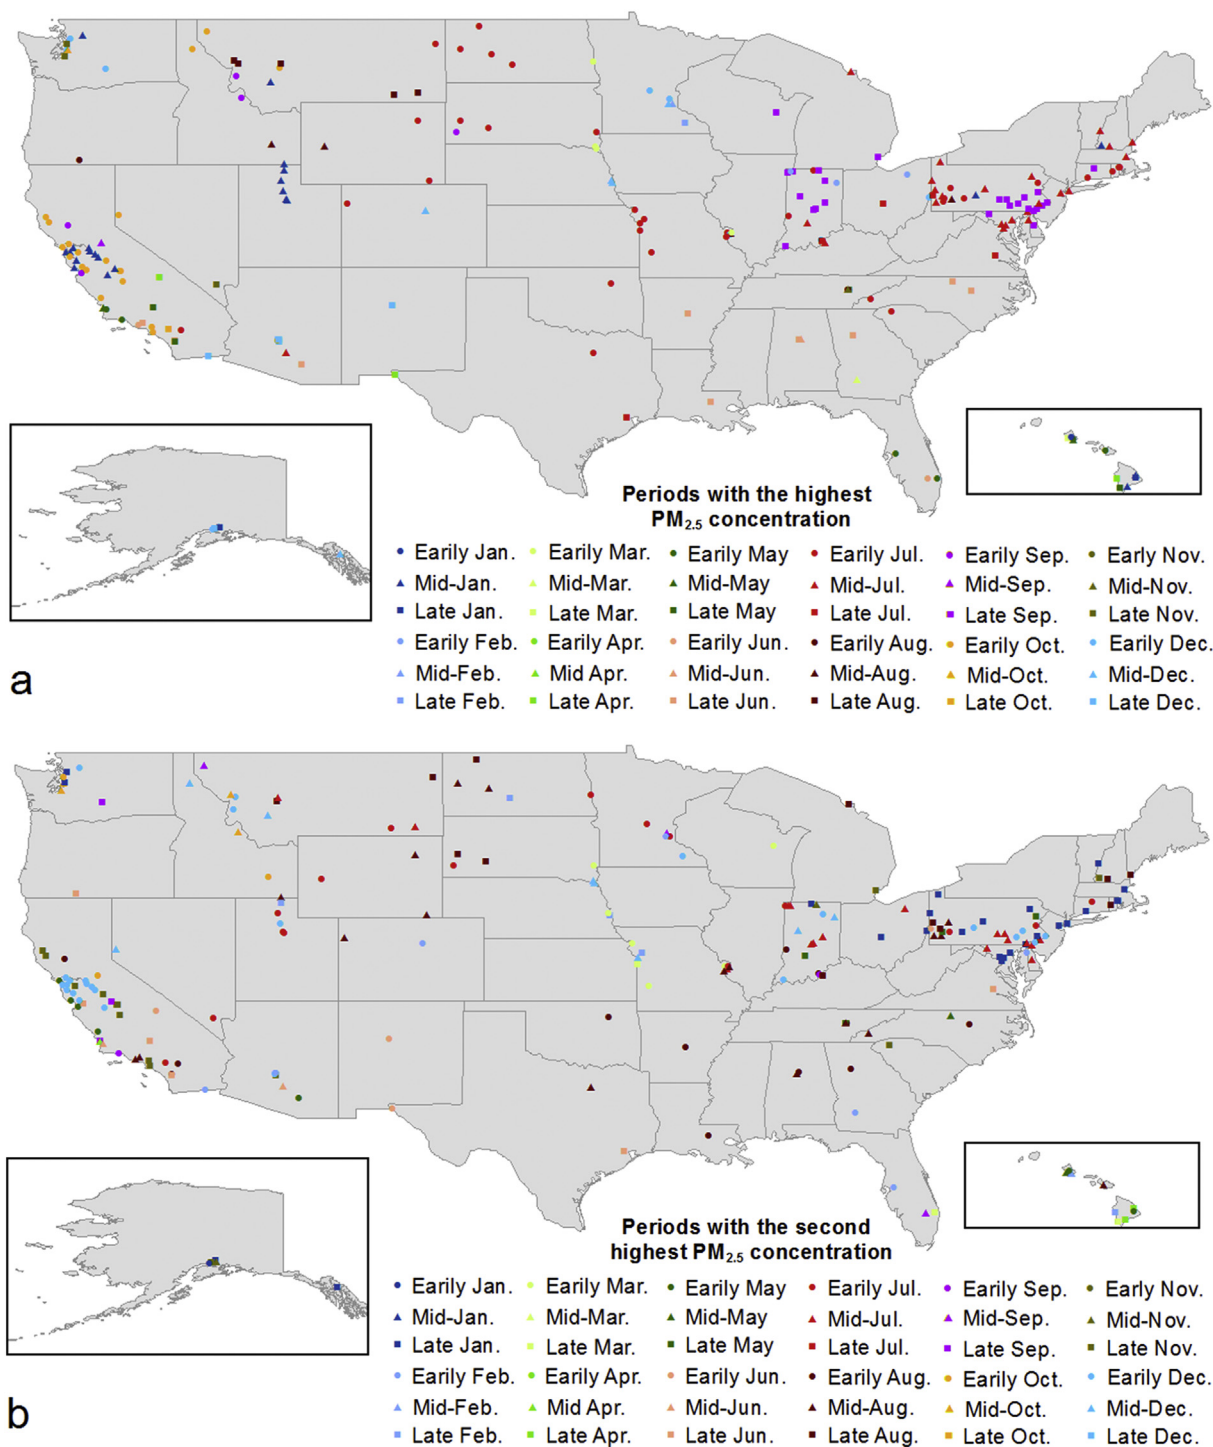 Periods with the highest
PM2.5 concentration
Earily Jan. Earily Mar. Earily May Earily Jul. Earily Sep. Early Nov.
Mid-Jan. Mid-Mar. Mid-May Mid-Jul. Mid-Sep. Mid-Nov.
Late Jan. Late Mar. Late May Late Jul. Late Sep. Late Nov.
Earily Feb. Earily Apr. Earily Jun. Earily Aug. Earily Oct. Early Dec.
Mid-Feb. Mid Apr. Mid-Jun. Mid-Aug. Mid-Oct. Mid-Dec.
Late Feb. Late Apr. Late Jun. Late Aug. Late Oct. Late Dec.
a
Periods with the second
highest PM2.5 concentration
Earily Jan. Earily Mar. Earily May Earily Jul. Earily Sep. Early Nov.
Mid-Jan. Mid-Mar. Mid-May Mid-Jul. Mid-Sep. Mid-Nov.
Late Jan. Late Mar. Late May Late Jul. Late Sep. Late Nov.
Earily Feb. Earily Apr. Earily Jun. Earily Aug. Early Oct. Early Dec.
Mid-Feb. Mid Apr. Mid-Jun. Mid-Aug. Mid-Oct. Mid-Dec.
Late Feb. Late Apr. Late Jun. Late Aug. Late Oct. Late Dec.
b